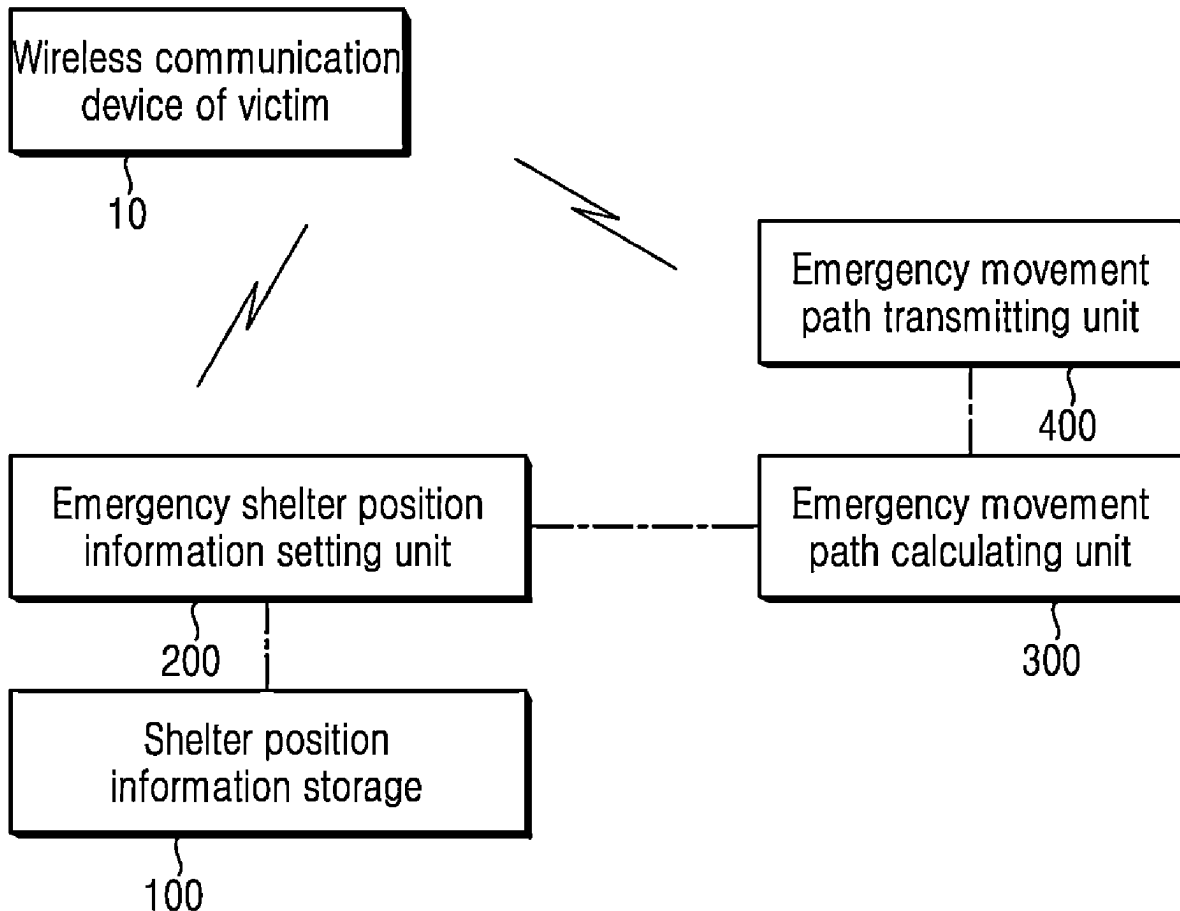 Wireless communication
device of victim
10
Emergency movement
path transmitting unit
400
Emergency shelter position
information setting unit
200
Emergency movement
path calculating unit
300
Shelter position
information storage
100